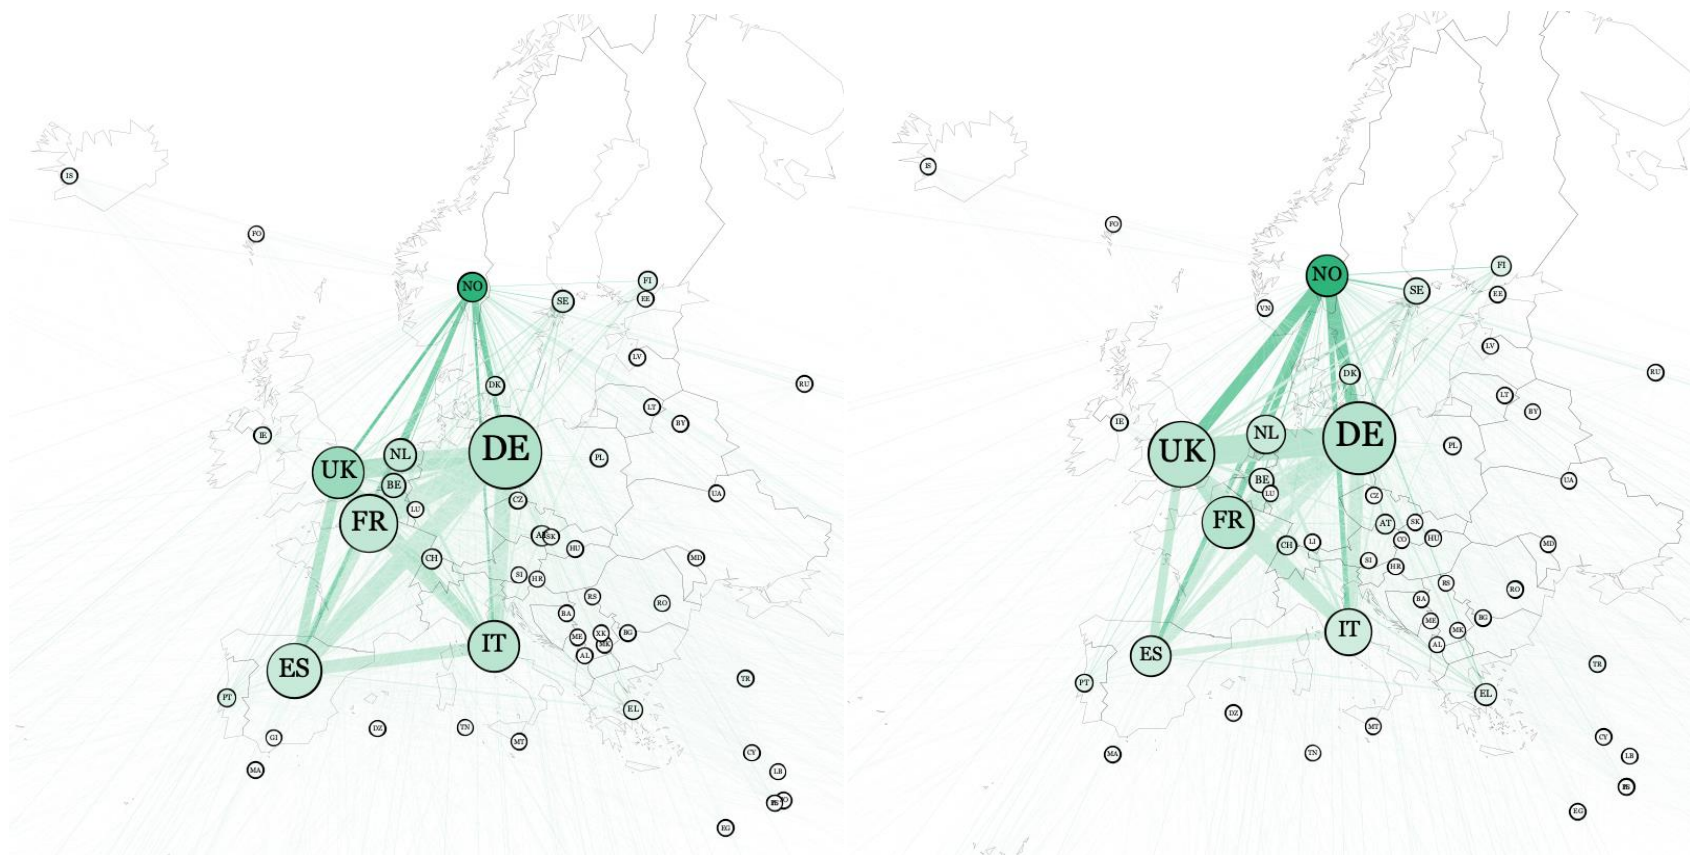 IS
FO
NO
FI
SE
EE
LV
DK
RU
LT
BY
IE
DE
NL
UK
PL
BE
UA
CZ
LU
FR
SK
HU
CH
MD
SI
HR
RS
RO
BA
XK
BG
ME
MK
IT
AL
ES
TR
PT
EL
TN
DZ
GI
MT
CY
MA
LB
EG
IS
FO
FI
NO
SE
EE
VN
LV
RU
DK
LT
BY
IE
DE
NL
PL
UK
BE
UA
LU
CZ
FR
AT
SK
HU
CO
LI
CH
MD
SI
HR
RS
RO
BA
BG
ME
MK
IT
AL
ES
TR
PT
EL
DZ
MT
CY
TN
MA
LB
EG